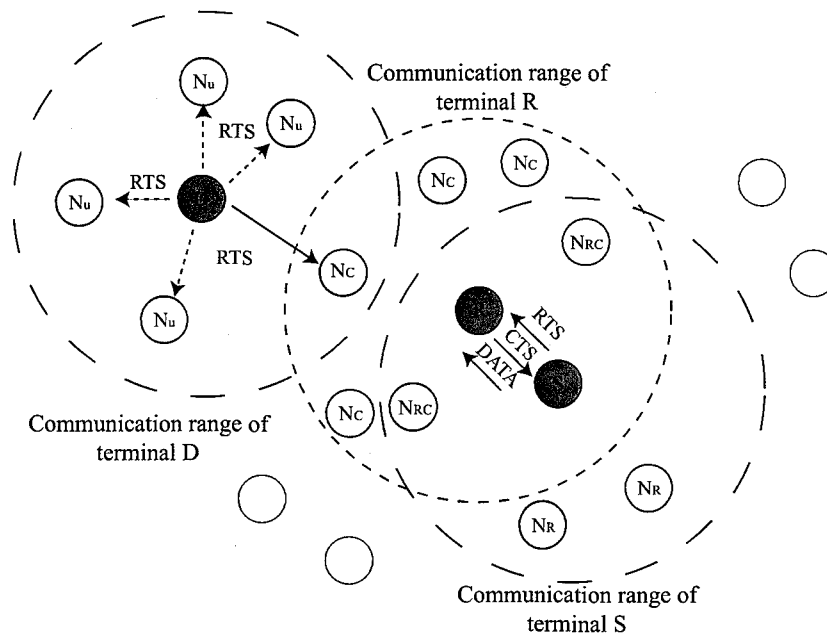 Communication range of
terminal R
Nu
RTS
Nu
RTS
Nu
RTS
Nu
Nc
Nc
Nc
NRC
RTS
CTS
DATA
Nc
NRC
Communication range of
terminal D
NR
NR
Communication range of
terminal S